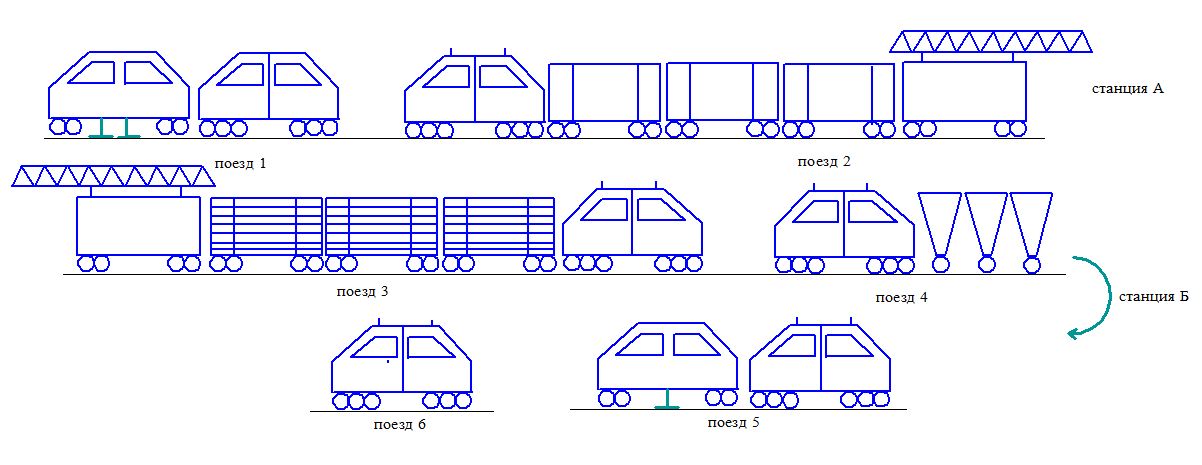 станция А
поезд 1
поезд 2
поезд 3
поезд 4
станция Б
поезд 6
поезд 5